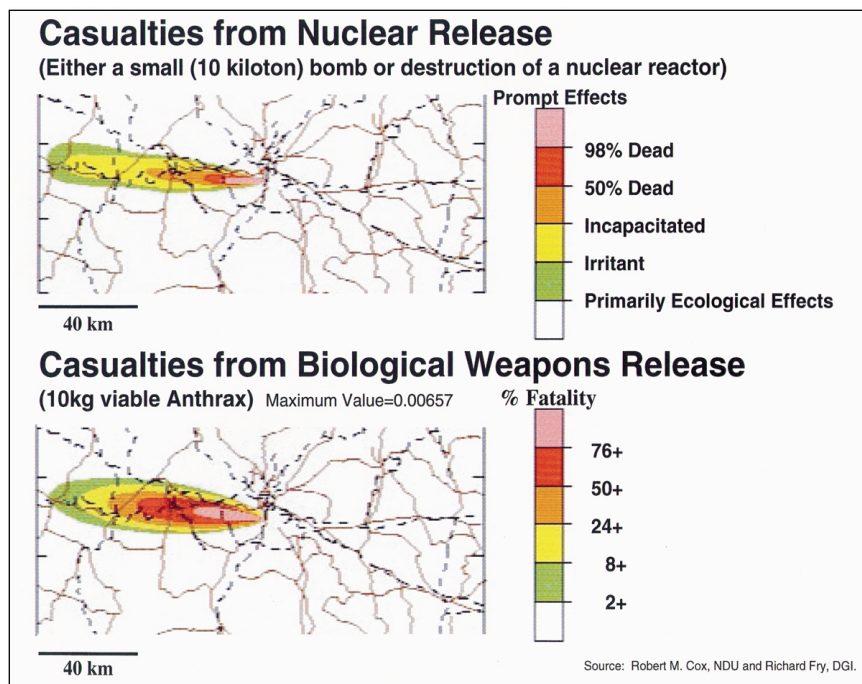 Casualties from Nuclear Release
(Either a small (10 kiloton) bomb or destruction of a nuclear reactor)
Prompt Effects
98% Dead
50% Dead
Incapacitated
Irritant
Primarily Ecological Effects
40 km
Casualties from Biological Weapons Release
(10kg viable Anthrax) Maximum Value=0.00657
% Fatality
76+
50+
24+
8+
2+
40 km
Source: Robert M. Cox, NDU and Richard Fry, DGI.